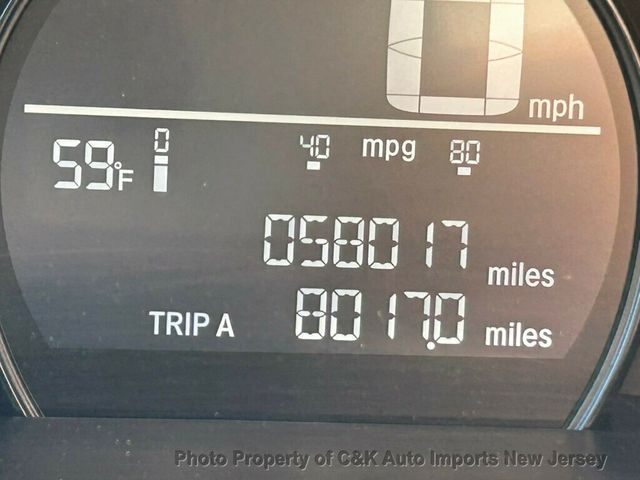 mph
59°F 0 40 mpg 80
058017 miles
TRIP A 8017.0 miles
Photo Property of C&K Auto Imports New Jersey